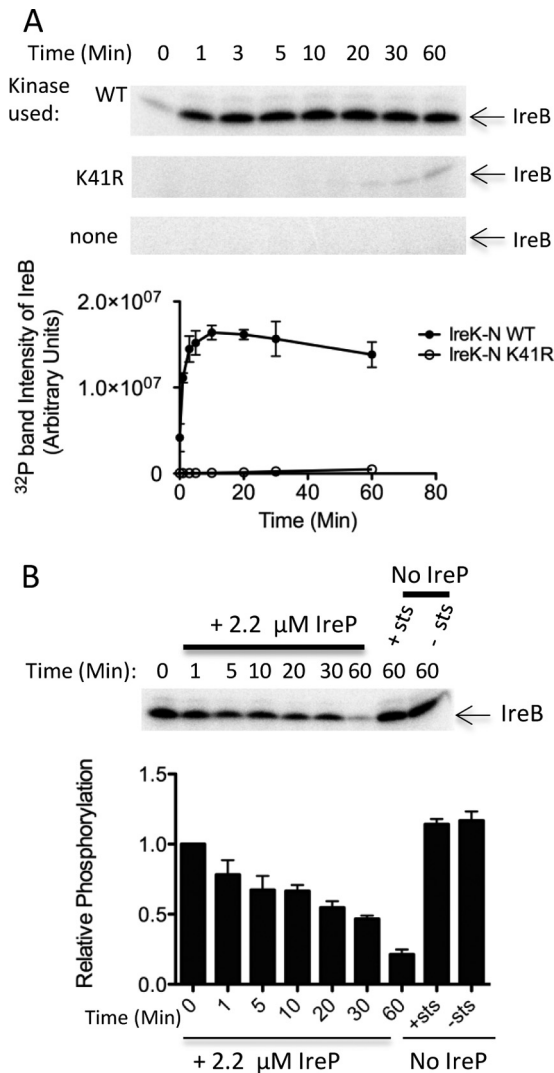 A
Time (Min) 0 1 3 5 10 20 30 60
Kinase used: WT
IreB
K41R
IreB
none
IreB
³²P band Intensity of IreB
(Arbitrary Units)
2.0×10⁰⁷
1.0×10⁰⁷
0
IreK-N WT
IreK-N K41R
0 20 40 60 80
Time (Min)
B
No IreP
+ 2.2 μM IreP
+ sts
- sts
Time (Min): 0 1 5 10 20 30 60 60 60
IreB
Relative Phosphorylation
1.5
1.0
0.5
0.0
Time (Min) 0 1 5 10 20 30 60 +sts -sts
+ 2.2 μM IreP
No IreP